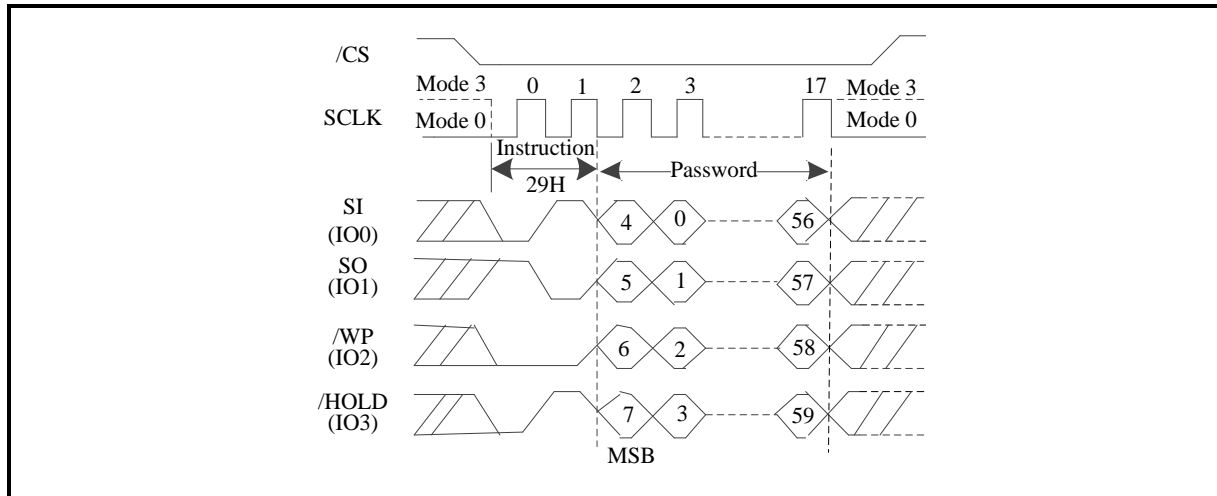 /CS
Mode 3 0 1 2 3 17 Mode 3
SCLK
Mode 0 Mode 0
Instruction
Password
29H
SI
(IO0)
4 0 56
SO
(IO1)
5 1 57
/WP
(IO2)
6 2 58
/HOLD
(IO3)
7 3 59
MSB